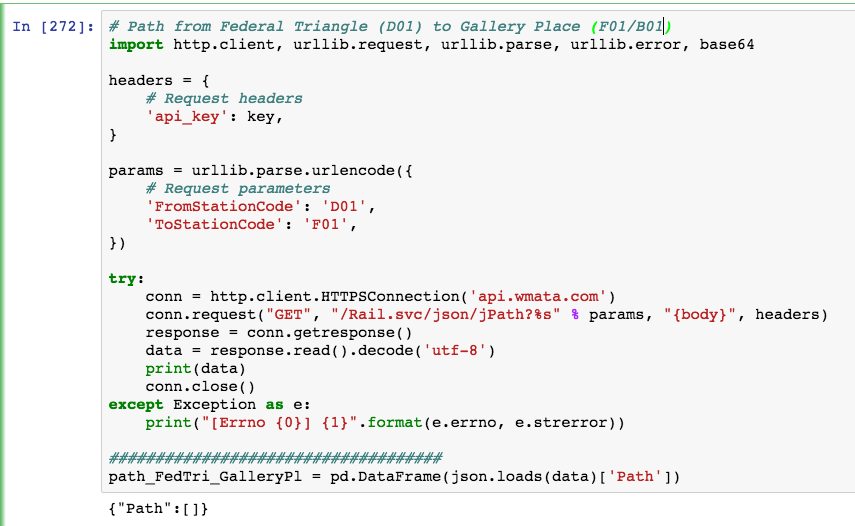 In [272]: # Path from Federal Triangle (D01) to Gallery Place (F01/B01)
import http.client, urllib.request, urllib.parse, urllib.error, base64
headers = {
# Request headers
'api_key': key,
}
params = urllib.parse.urlencode({
# Request parameters
'FromStationCode': 'D01',
'ToStationCode': 'F01',
})
try:
conn = http.client.HTTPSConnection('api.wmata.com')
conn.request("GET", "/Rail.svc/json/jPath?%s" % params, "{body}", headers)
response = conn.getresponse()
data = response.read().decode('utf-8')
print(data)
conn.close()
except Exception as e:
print("[Errno {0}] {1}".format(e.errno, e.strerror))
####################################
path_FedTri_GalleryPl = pd.DataFrame(json.loads(data)['Path'])
{"Path":[]}